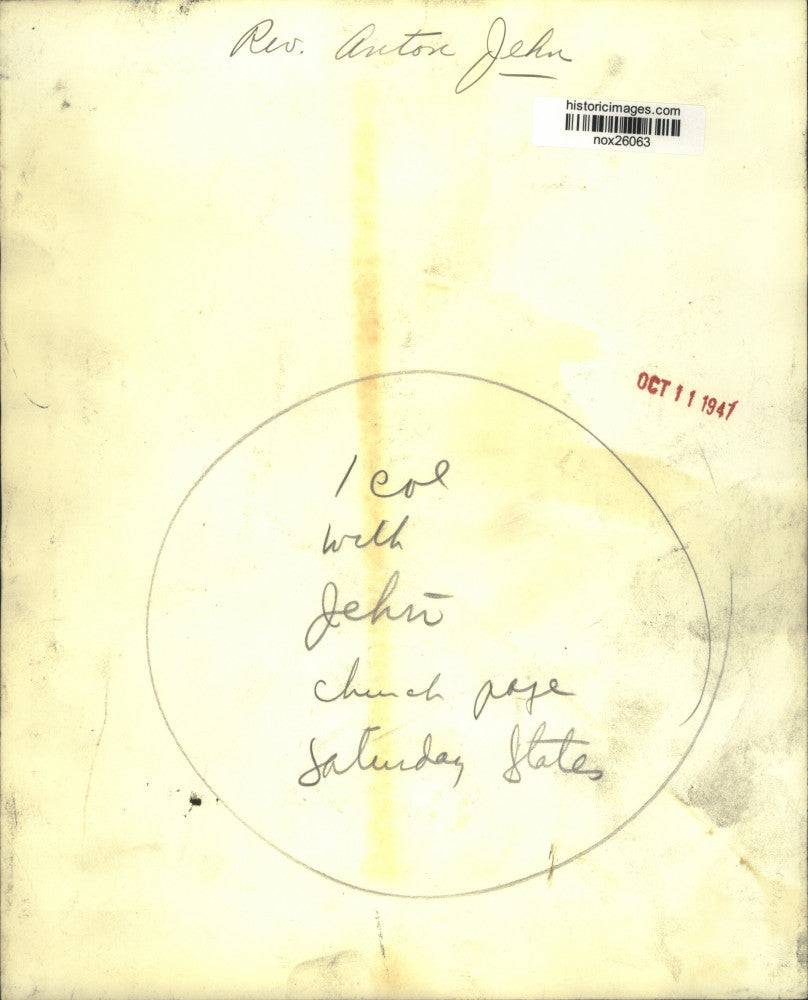 Rev. Anton Jehn
historicimages.com
nox26063
OCT 11 1947
1 col
with
Jehn
church page
Saturday States